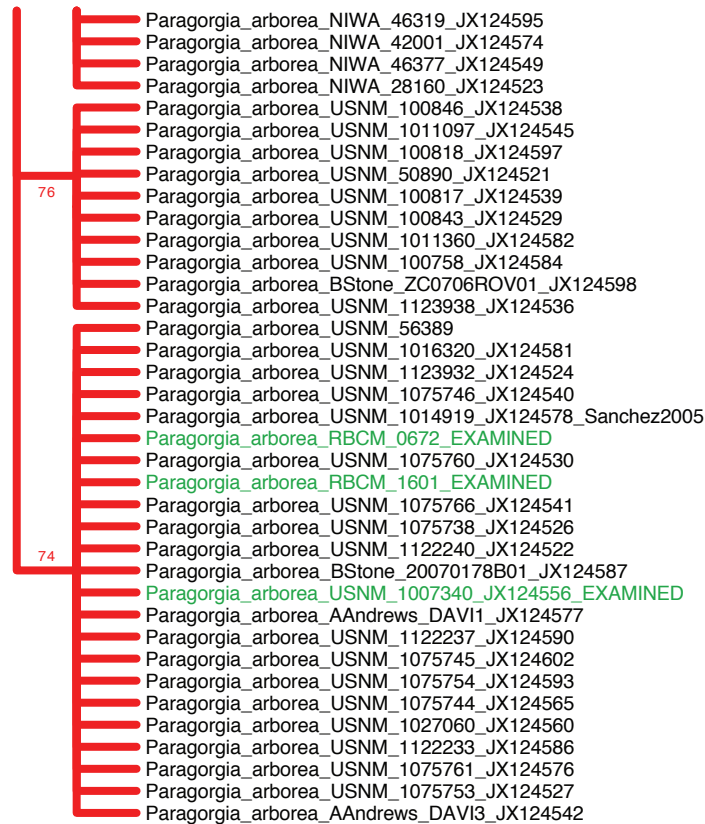 Paragorgia_arborea_NIWA_46319_JX124595
Paragorgia_arborea_NIWA_42001_JX124574
Paragorgia_arborea_NIWA_46377_JX124549
Paragorgia_arborea_NIWA_28160_JX124523
Paragorgia_arborea_USNM_100846_JX124538
Paragorgia_arborea_USNM_1011097_JX124545
Paragorgia_arborea_USNM_100818_JX124597
Paragorgia_arborea_USNM_50890_JX124521
76
Paragorgia_arborea_USNM_100817_JX124539
Paragorgia_arborea_USNM_100843_JX124529
Paragorgia_arborea_USNM_1011360_JX124582
Paragorgia_arborea_USNM_100758_JX124584
Paragorgia_arborea_BStone_ZC0706ROV01_JX124598
Paragorgia_arborea_USNM_1123938_JX124536
Paragorgia_arborea_USNM_56389
Paragorgia_arborea_USNM_1016320_JX124581
Paragorgia_arborea_USNM_1123932_JX124524
Paragorgia_arborea_USNM_1075746_JX124540
Paragorgia_arborea_USNM_1014919_JX124578_Sanchez2005
Paragorgia_arborea_RBCM_0672_EXAMINED
Paragorgia_arborea_USNM_1075760_JX124530
Paragorgia_arborea_RBCM_1601_EXAMINED
Paragorgia_arborea_USNM_1075766_JX124541
Paragorgia_arborea_USNM_1075738_JX124526
Paragorgia_arborea_USNM_1122240_JX124522
74
Paragorgia_arborea_BStone_20070178B01_JX124587
Paragorgia_arborea_USNM_1007340_JX124556_EXAMINED
Paragorgia_arborea_AAndrews_DAVI1_JX124577
Paragorgia_arborea_USNM_1122237_JX124590
Paragorgia_arborea_USNM_1075745_JX124602
Paragorgia_arborea_USNM_1075754_JX124593
Paragorgia_arborea_USNM_1075744_JX124565
Paragorgia_arborea_USNM_1027060_JX124560
Paragorgia_arborea_USNM_1122233_JX124586
Paragorgia_arborea_USNM_1075761_JX124576
Paragorgia_arborea_USNM_1075753_JX124527
Paragorgia_arborea_AAndrews_DAVI3_JX124542